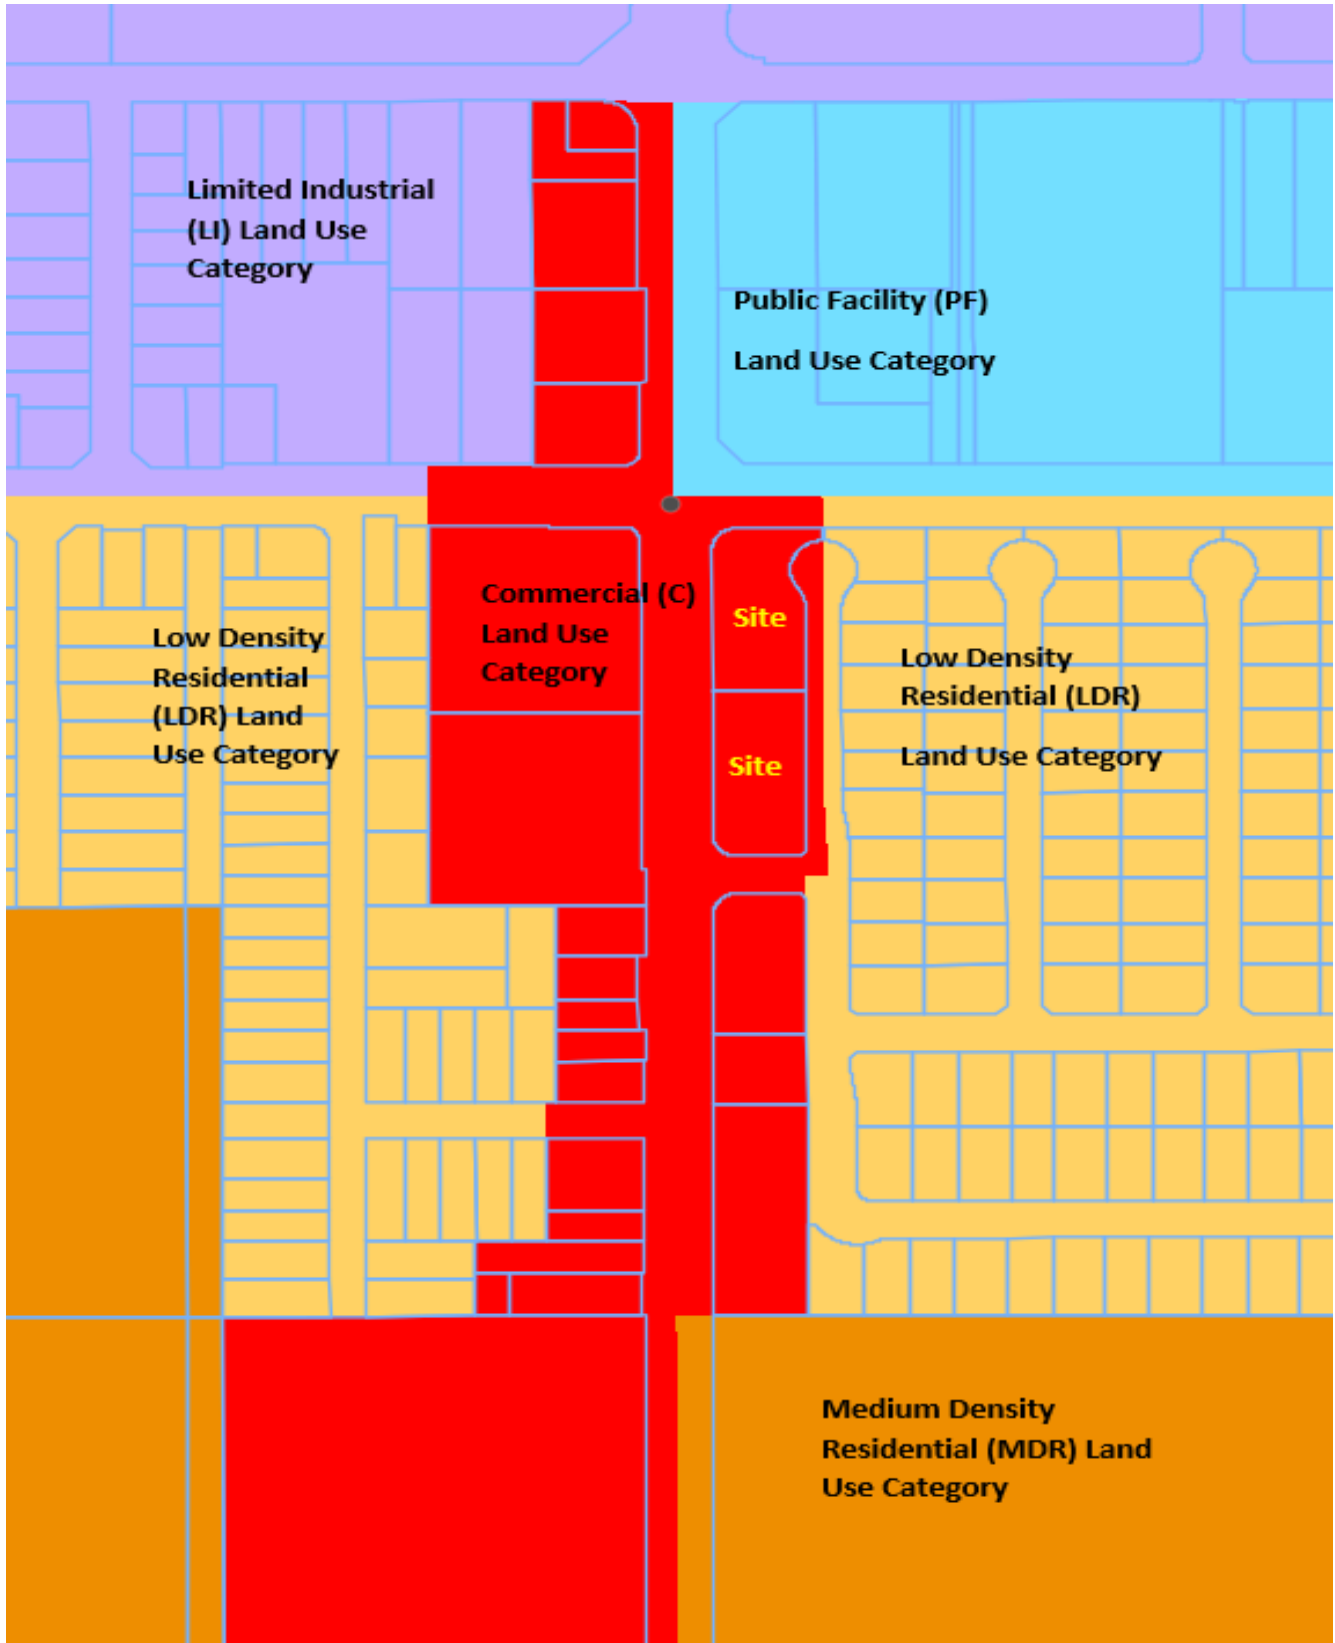 Limited Industrial
(LI) Land Use
Category
Public Facility (PF)
Land Use Category
Commercial (C)
Land Use
Category
Site
Low Density
Residential
(LDR) Land
Use Category
Low Density
Residential (LDR)
Land Use Category
Site
Medium Density
Residential (MDR) Land
Use Category